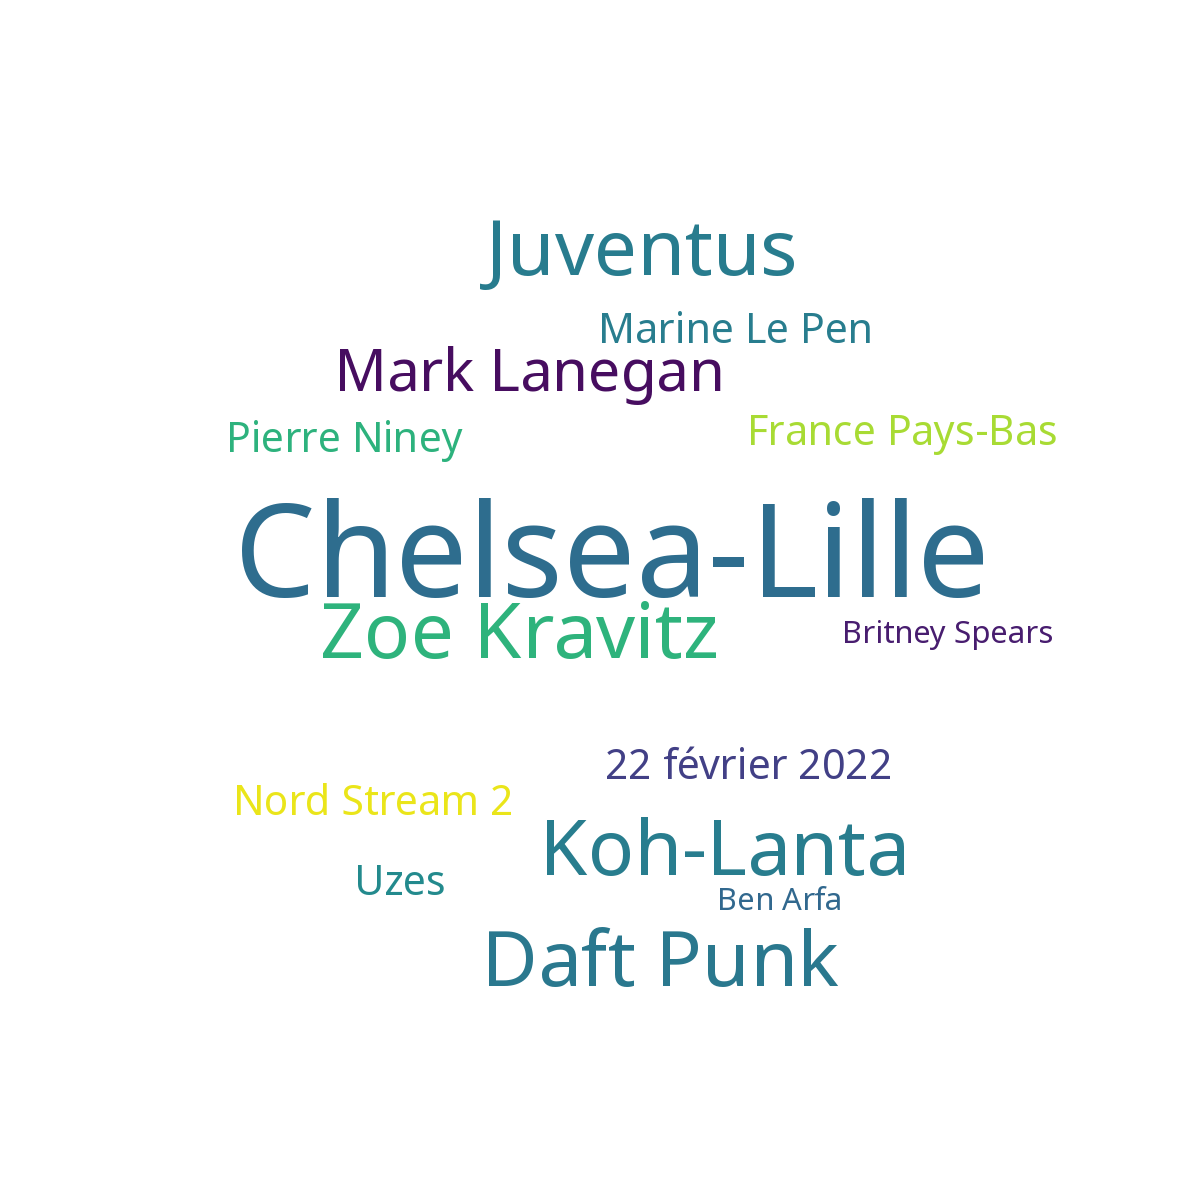 Juventus
Marine Le Pen
Mark Lanegan
Pierre Niney
France Pays-Bas
Chelsea-Lille
Zoe Kravitz
Britney Spears
22 février 2022
Nord Stream 2
Koh-Lanta
Uzes
Ben Arfa
Daft Punk